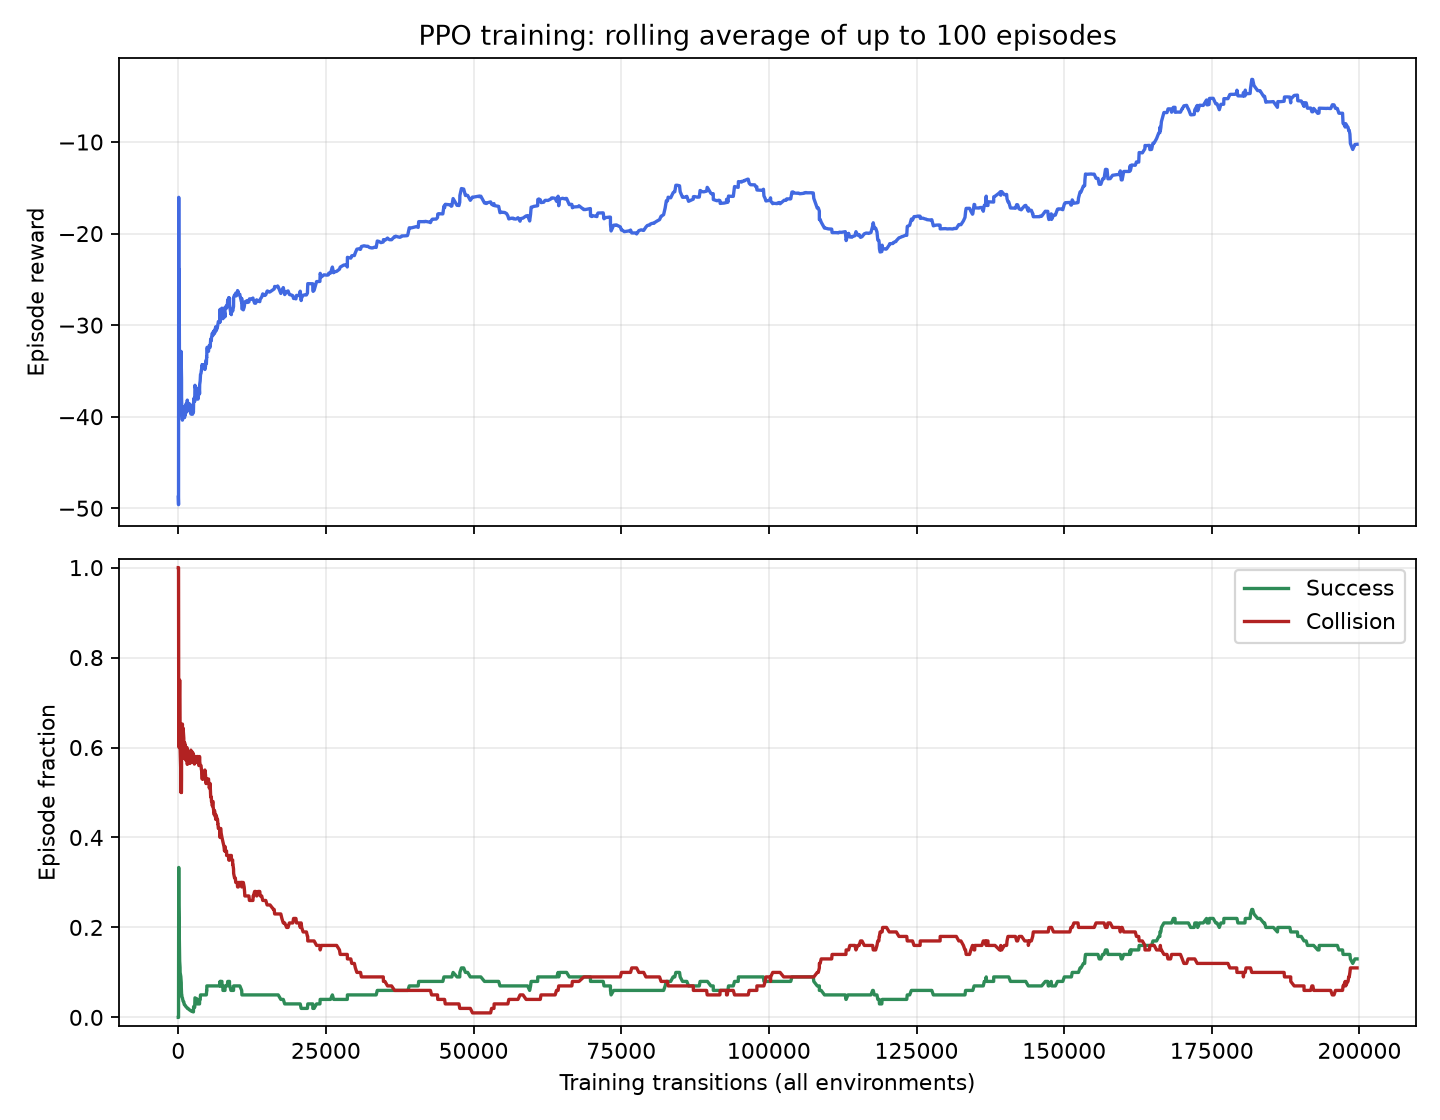 PPO training: rolling average of up to 100 episodes
Episode reward
−10
−20
−30
−40
−50
Episode fraction
1.0
0.8
0.6
0.4
0.2
0.0
Success
Collision
0 25000 50000 75000 100000 125000 150000 175000 200000
Training transitions (all environments)